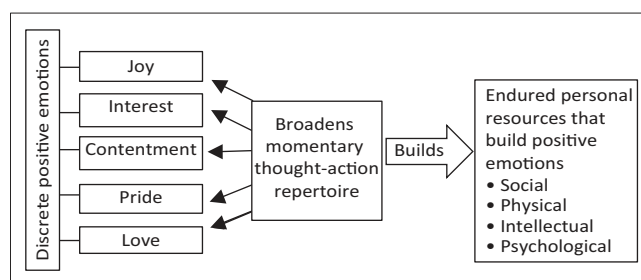 Discrete positive emotions
Joy
Interest
Contentment
Pride
Love
Broadens
momentary
thought-action
repertoire
Builds
Endured personal
resources that
build positive
emotions
• Social
• Physical
• Intellectual
• Psychological